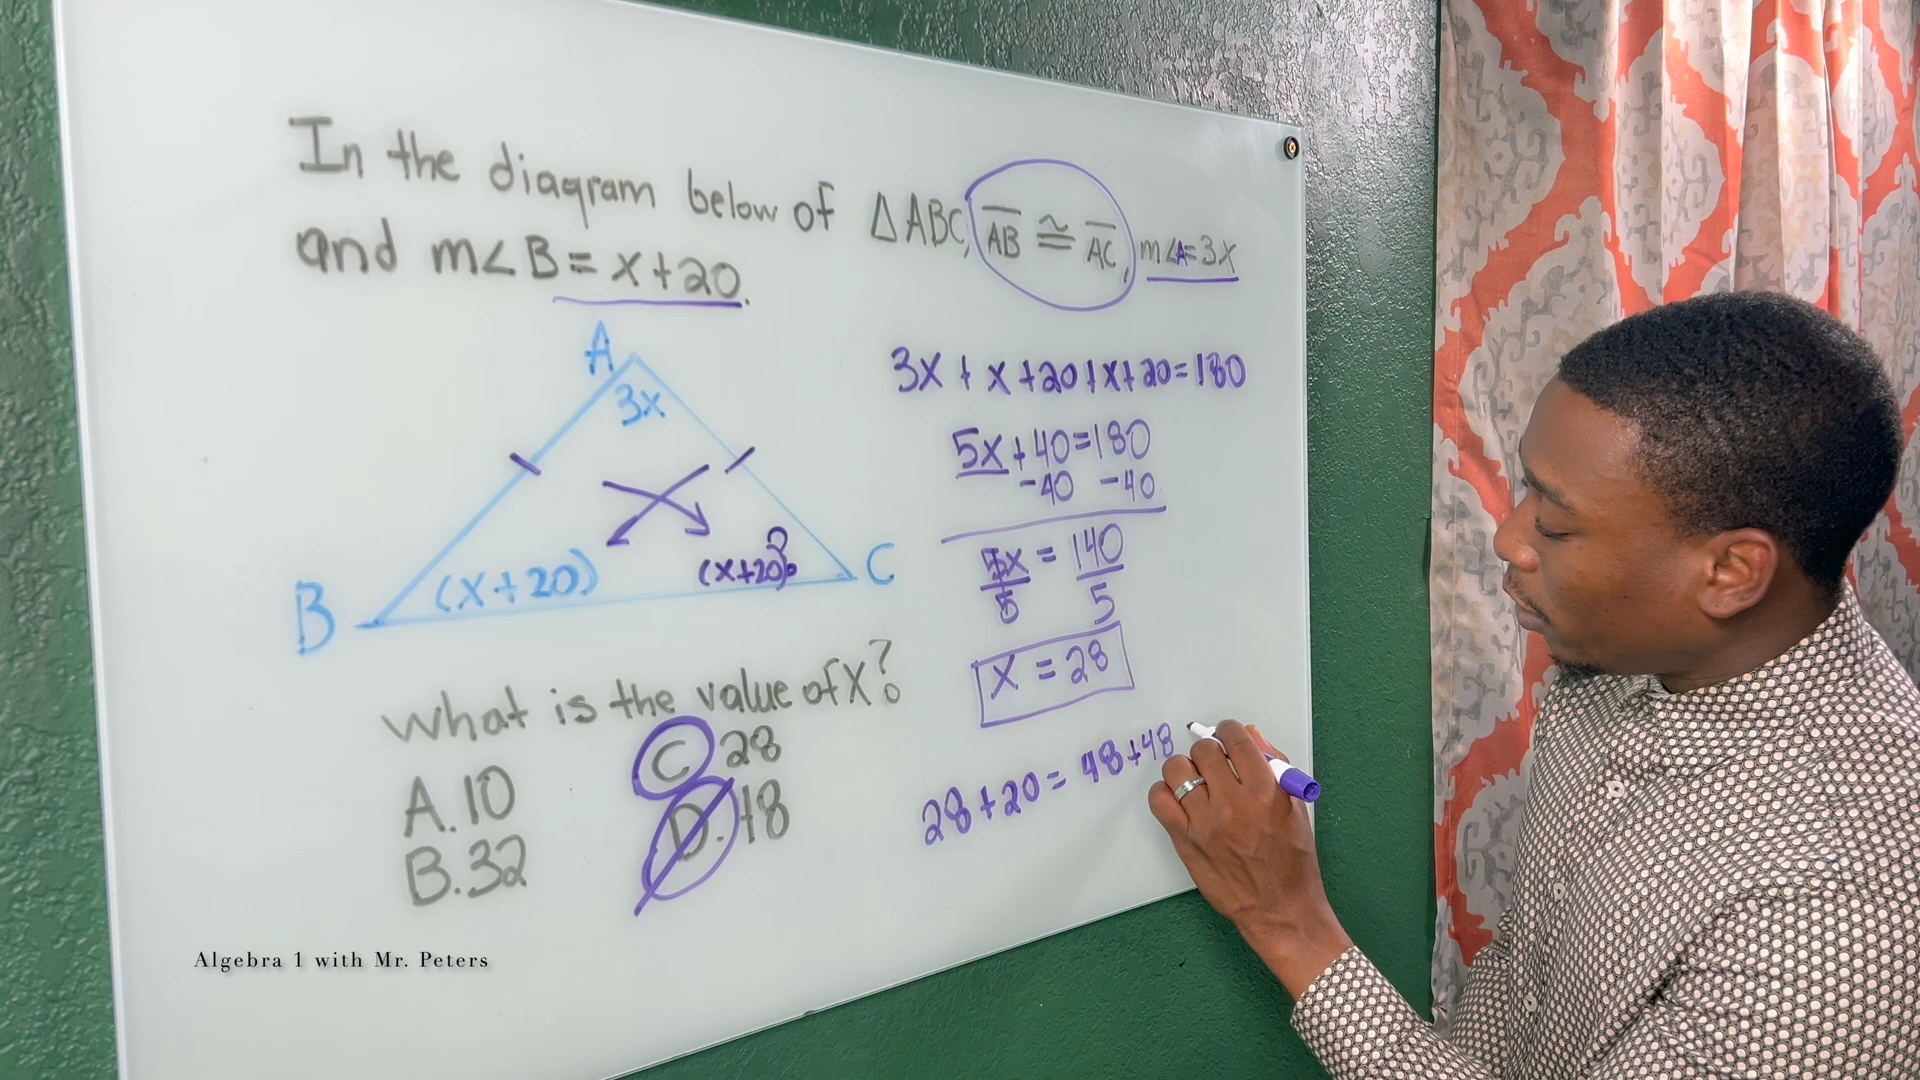 In the diagram below of △ABC, AB ≅ AC, m∠A=3x
and m∠B = x+20.
A
3x
B
(x+20)
(x+20)?
C
What is the value of X?
A. 10
B. 32
C 28
D. 18
3x + x +20+x+20=180
5x+40=180
-40 -40
5x = 140
5 5
x = 28
28+20= 48+48
Algebra 1 with Mr. Peters